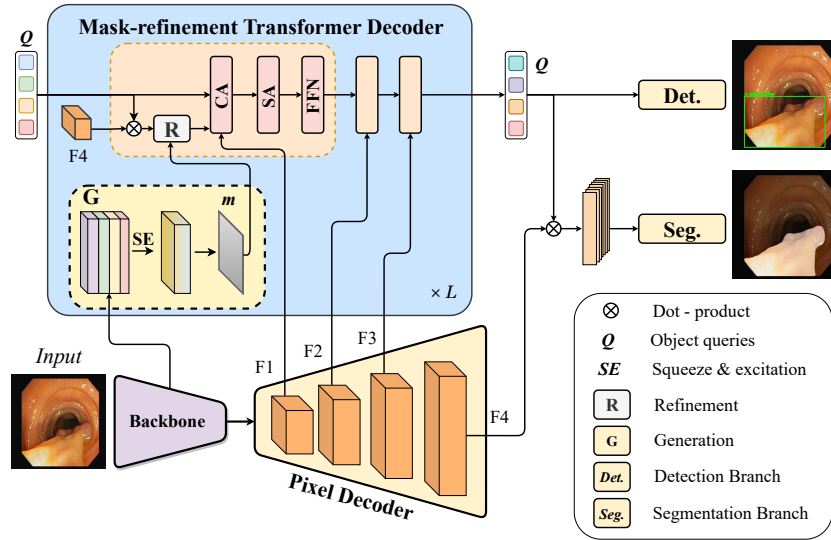 Mask-refinement Transformer Decoder
Q
F4
R
CA
SA
FFN
Q
Det.
G
SE
m
× L
Seg.
Input
Backbone
F1
F2
F3
F4
Pixel Decoder
Dot - product
Q Object queries
SE Squeeze & excitation
R Refinement
G Generation
Det. Detection Branch
Seg. Segmentation Branch